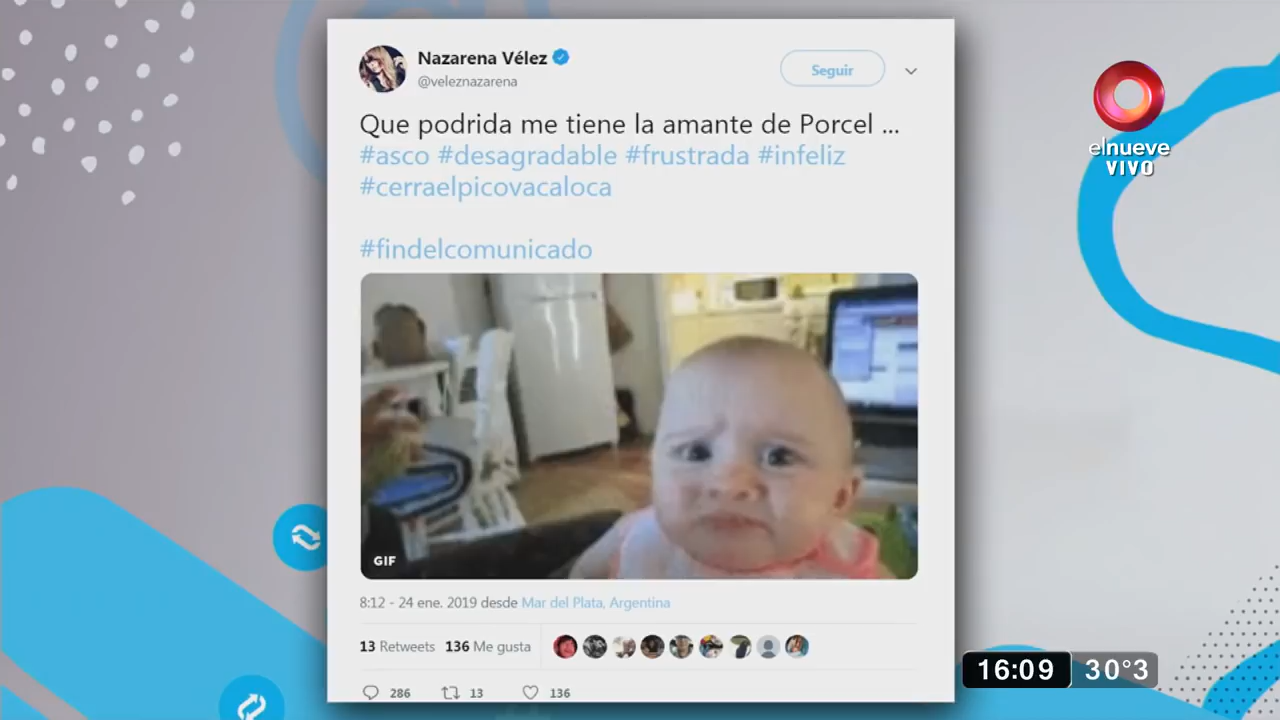 Nazarena Vélez
@veleznazarena
Seguir
Que podrida me tiene la amante de Porcel ...
#asco #desagradable #frustrada #infeliz
#cerraelpicovacaloca
#findelcomunicado
GIF
8:12 - 24 ene. 2019 desde Mar del Plata, Argentina
13 Retweets 136 Me gusta
286 13 136
elnueve
VIVO
16:09 30°3